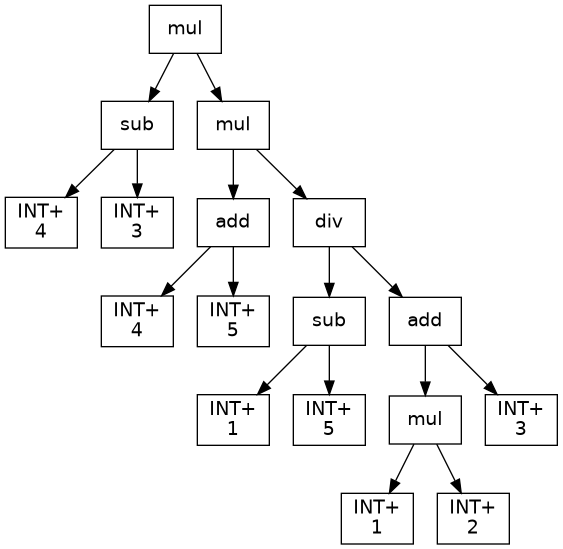 mul
sub
mul
INT+
4
INT+
3
add
div
INT+
4
INT+
5
sub
add
INT+
1
INT+
5
mul
INT+
3
INT+
1
INT+
2